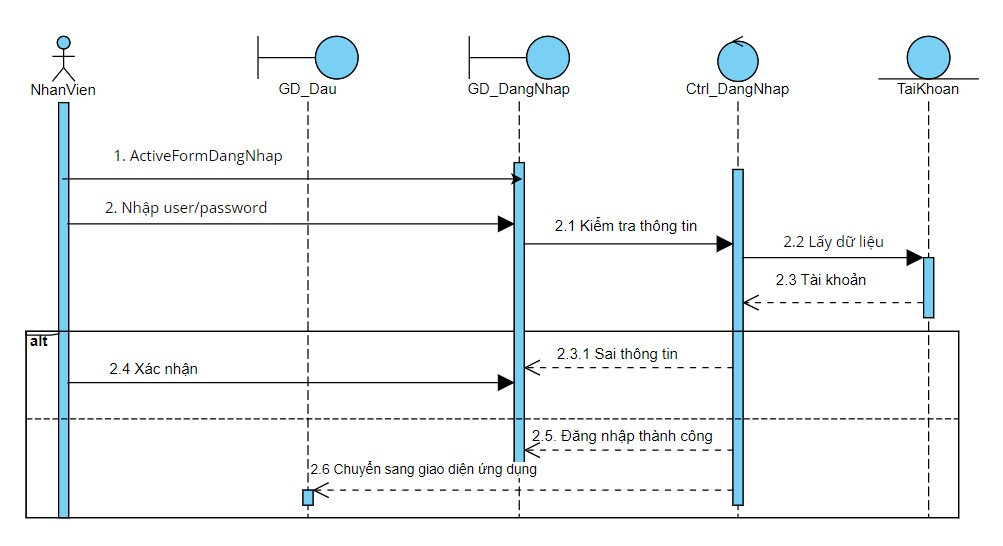 NhanVien
GD_Dau
GD_DangNhap
Ctrl_DangNhap
TaiKhoan
1. ActiveFormDangNhap
2. Nhập user/password
2.1 Kiểm tra thông tin
2.2 Lấy dữ liệu
2.3 Tài khoản
alt
2.3.1 Sai thông tin
2.4 Xác nhận
2.5. Đăng nhập thành công
2.6 Chuyển sang giao diện ứng dụng